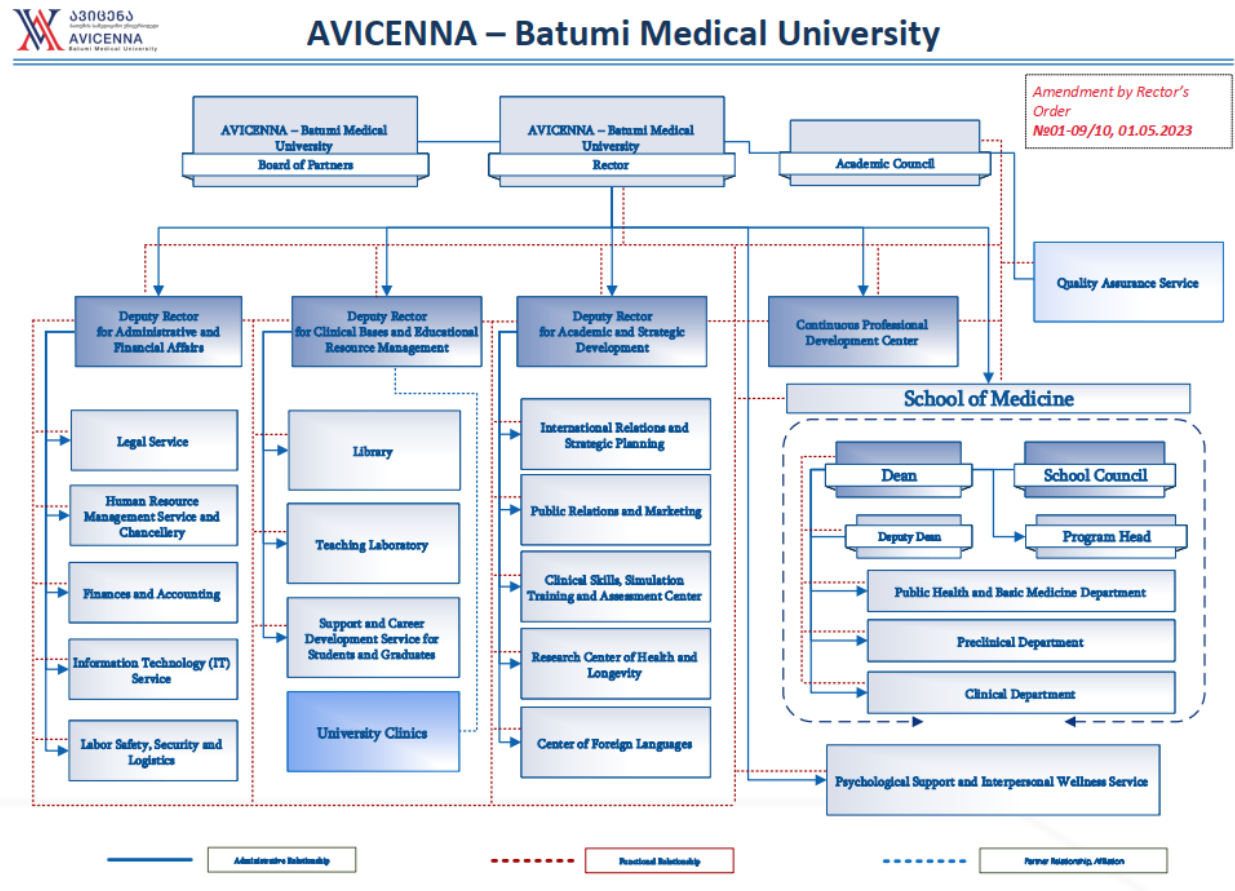 ავიცენა
ბათუმის სამედიცინო უნივერსიტეტი
AVICENNA
Batumi Medical University
AVICENNA – Batumi Medical University
Amendment by Rector's
Order
№01-09/10, 01.05.2023
AVICENNA – Batumi Medical
University
Board of Partners
AVICENNA – Batumi Medical
University
Rector
Academic Council
Quality Assurance Service
Deputy Rector
for Administrative and
Financial Affairs
Deputy Rector
for Clinical Bases and Educational
Resource Management
Deputy Rector
for Academic and Strategic
Development
Continuous Professional
Development Center
Legal Service
Human Resource
Management Service and
Chancellery
Finances and Accounting
Information Technology (IT)
Service
Labor Safety, Security and
Logistics
Library
Teaching Laboratory
Support and Career
Development Service for
Students and Graduates
University Clinics
International Relations and
Strategic Planning
Public Relations and Marketing
Clinical Skills, Simulation
Training and Assessment Center
Research Center of Health and
Longevity
Center of Foreign Languages
School of Medicine
Dean
School Council
Deputy Dean
Program Head
Public Health and Basic Medicine Department
Preclinical Department
Clinical Department
Psychological Support and Interpersonal Wellness Service
Administrative Relationship
Functional Relationship
Partner Relationship, Affiliation